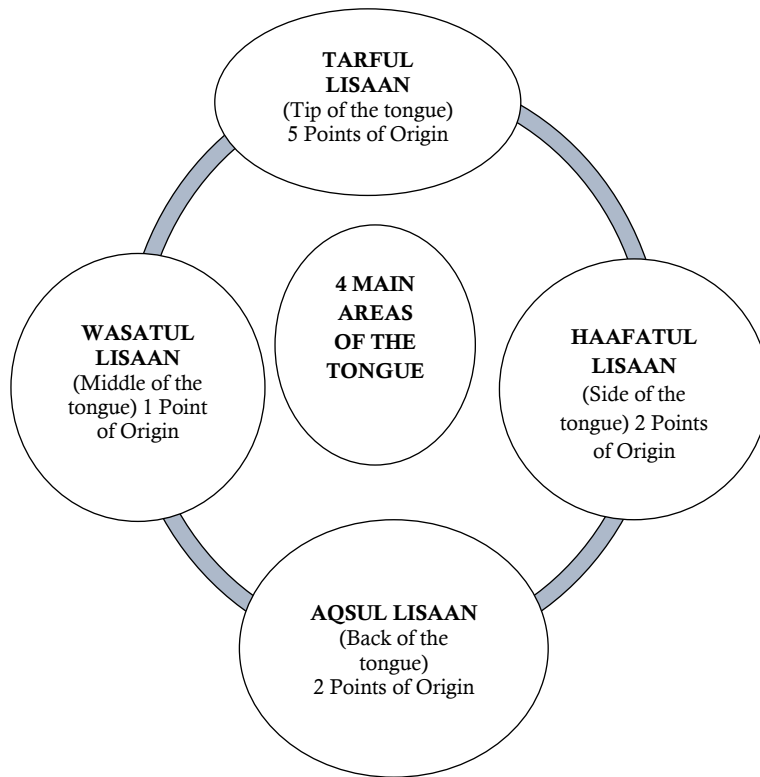 TARFUL
LISAAN
(Tip of the tongue)
5 Points of Origin
4 MAIN
AREAS
OF THE
TONGUE
WASATUL
LISAAN
(Middle of the
tongue) 1 Point
of Origin
HAAFATUL
LISAAN
(Side of the
tongue) 2 Points
of Origin
AQSUL LISAAN
(Back of the
tongue)
2 Points of Origin